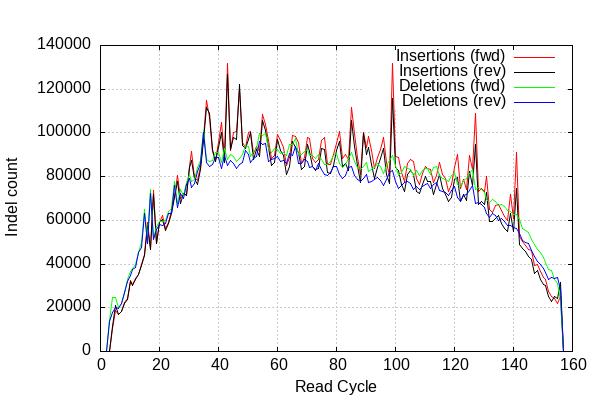 140000
120000
100000
80000
60000
40000
20000
0
Indel count
Insertions (fwd)
Insertions (rev)
Deletions (fwd)
Deletions (rev)
0 20 40 60 80 100 120 140 160
Read Cycle